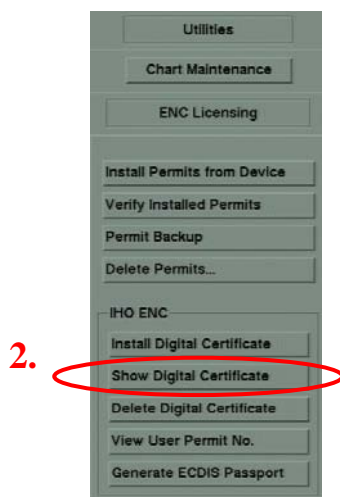 Utilities
Chart Maintenance
ENC Licensing
Install Permits from Device
Verify Installed Permits
Permit Backup
Delete Permits...
IHO ENC
Install Digital Certificate
2.
Show Digital Certificate
Delete Digital Certificate
View User Permit No.
Generate ECDIS Passport